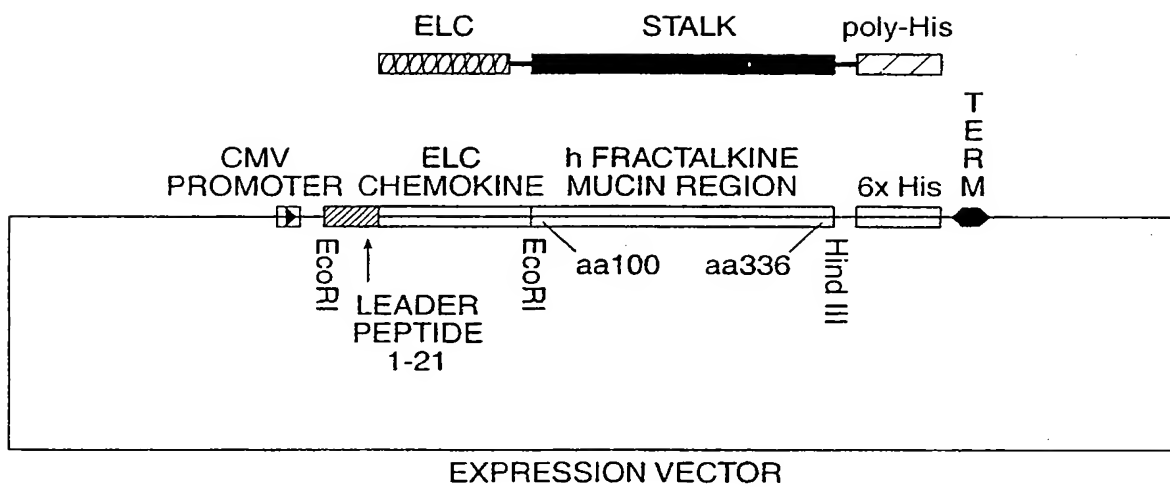 ELC
STALK
poly-His
TERM
CMV
PROMOTER
ELC
CHEMOKINE
h FRACTALKINE
MUCIN REGION
6x His
EcoRI
LEADER
PEPTIDE
1-21
EcoRI
aa100
aa336
Hind III
EXPRESSION VECTOR